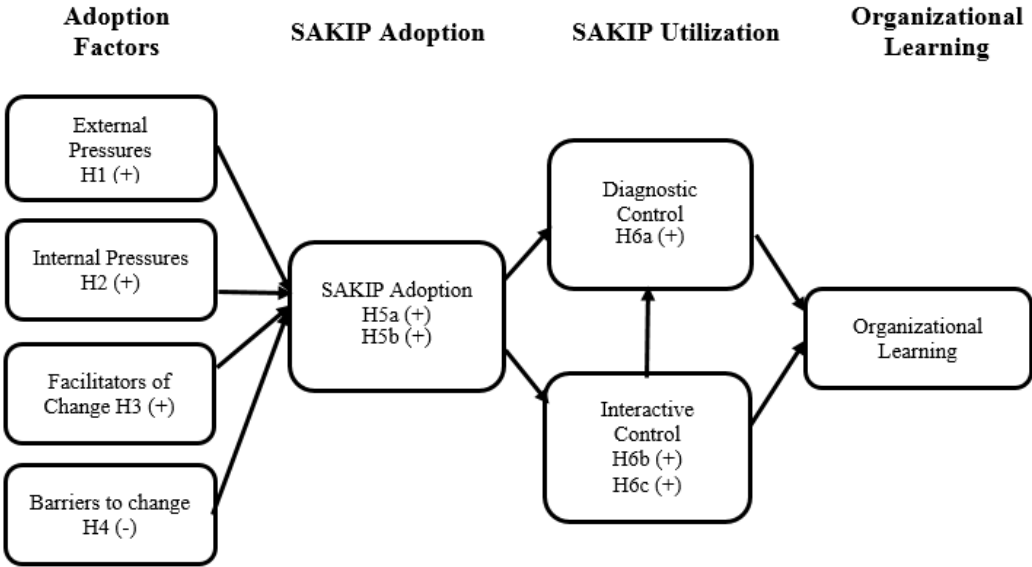 Adoption
Factors
SAKIP Adoption
SAKIP Utilization
Organizational
Learning
External
Pressures
H1 (+)
Internal Pressures
H2 (+)
Facilitators of
Change H3 (+)
Barriers to change
H4 (-)
SAKIP Adoption
H5a (+)
H5b (+)
Diagnostic
Control
H6a (+)
Interactive
Control
H6b (+)
H6c (+)
Organizational
Learning